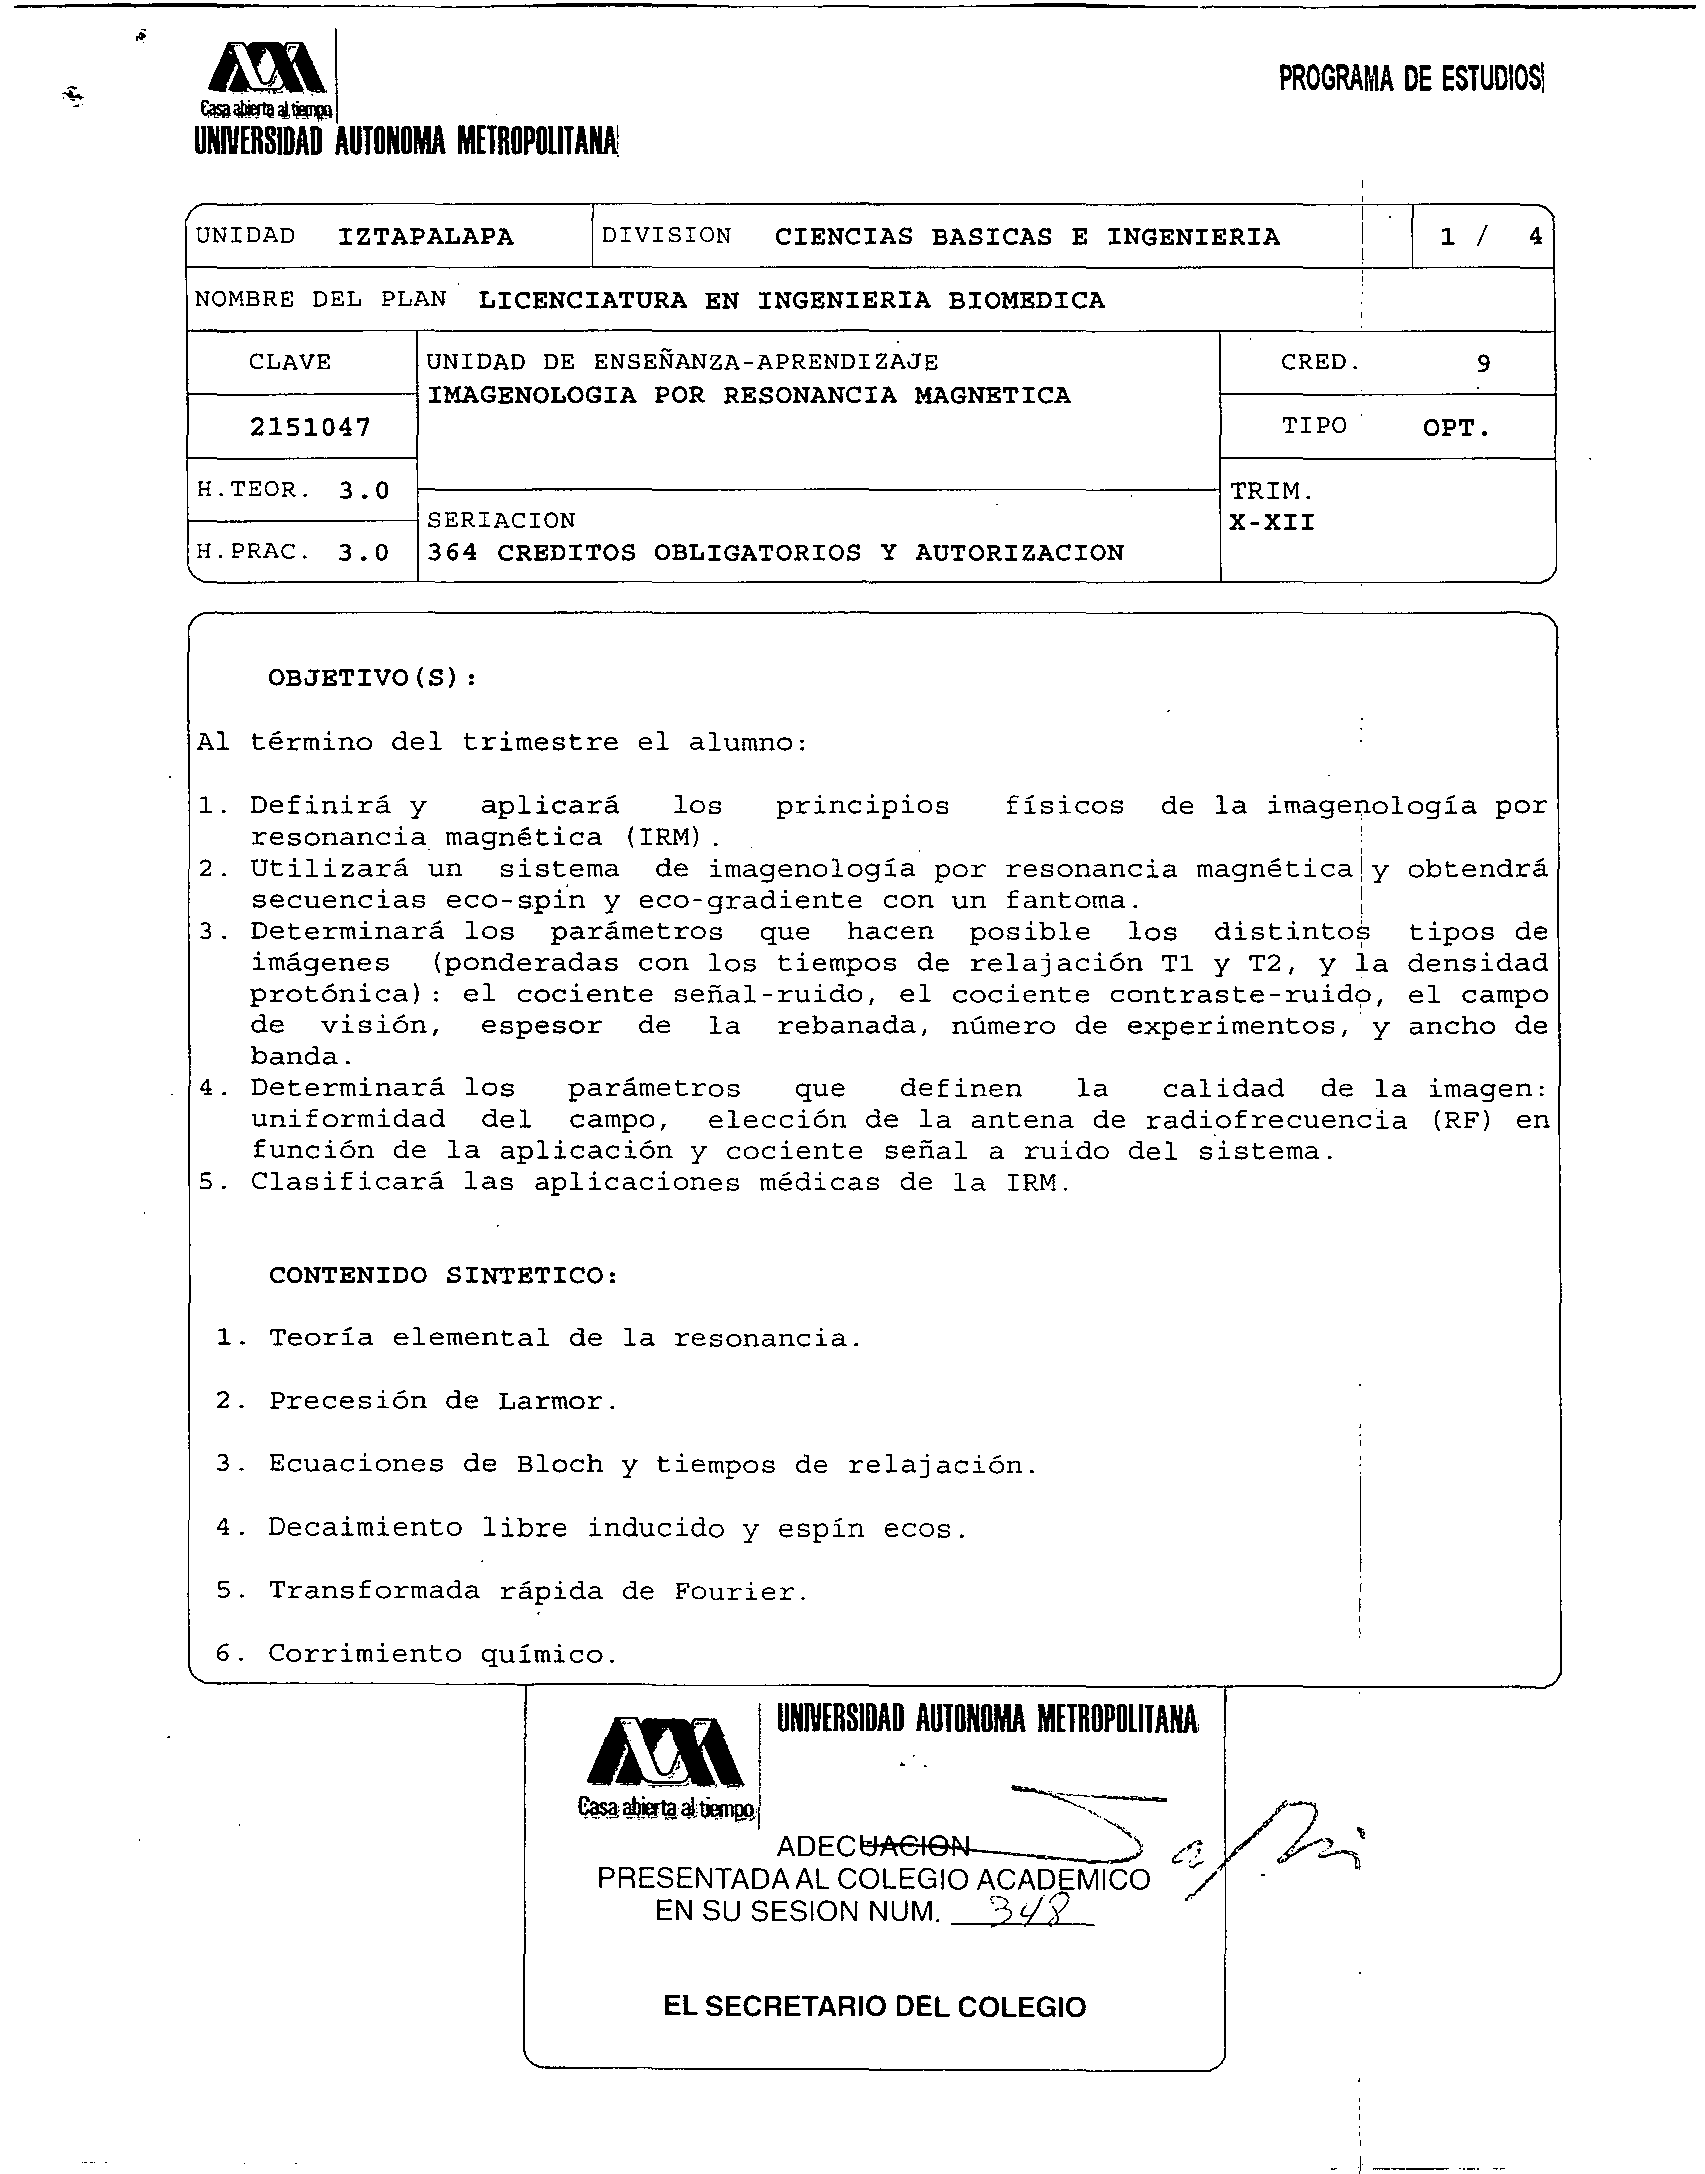 Casa abierta al tiempo
UNIVERSIDAD AUTONOMA METROPOLITANA
PROGRAMA DE ESTUDIOS
UNIDAD IZTAPALAPA DIVISION CIENCIAS BASICAS E INGENIERIA 1 / 4
NOMBRE DEL PLAN LICENCIATURA EN INGENIERIA BIOMEDICA
CLAVE UNIDAD DE ENSEÑANZA-APRENDIZAJE CRED. 9
IMAGENOLOGIA POR RESONANCIA MAGNETICA
2151047 TIPO OPT.
H.TEOR. 3.0 TRIM.
SERIACION X-XII
H.PRAC. 3.0 364 CREDITOS OBLIGATORIOS Y AUTORIZACION
OBJETIVO(S):
Al término del trimestre el alumno:
1. Definirá y aplicará los principios físicos de la imagenología por
resonancia magnética (IRM).
2. Utilizará un sistema de imagenología por resonancia magnética y obtendrá
secuencias eco-spin y eco-gradiente con un fantoma.
3. Determinará los parámetros que hacen posible los distintos tipos de
imágenes (ponderadas con los tiempos de relajación T1 y T2, y la densidad
protónica): el cociente señal-ruido, el cociente contraste-ruido, el campo
de visión, espesor de la rebanada, número de experimentos, y ancho de
banda.
4. Determinará los parámetros que definen la calidad de la imagen:
uniformidad del campo, elección de la antena de radiofrecuencia (RF) en
función de la aplicación y cociente señal a ruido del sistema.
5. Clasificará las aplicaciones médicas de la IRM.
CONTENIDO SINTETICO:
1. Teoría elemental de la resonancia.
2. Precesión de Larmor.
3. Ecuaciones de Bloch y tiempos de relajación.
4. Decaimiento libre inducido y espín ecos.
5. Transformada rápida de Fourier.
6. Corrimiento químico.
UNIVERSIDAD AUTONOMA METROPOLITANA
Casa abierta al tiempo
ADECUACION
PRESENTADA AL COLEGIO ACADEMICO
EN SU SESION NUM. 348
EL SECRETARIO DEL COLEGIO